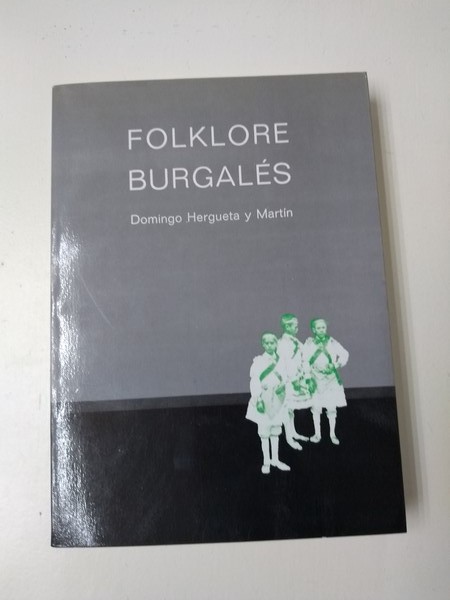 FOLKLORE
BURGALÉS
Domingo Hergueta y Martín